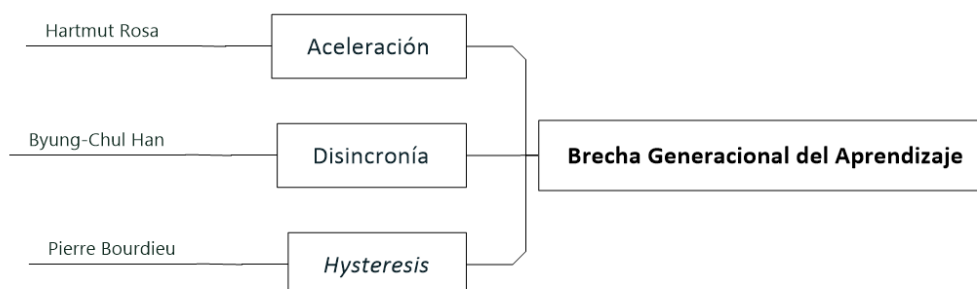 Hartmut Rosa
Aceleración
Byung-Chul Han
Disincronía
Brecha Generacional del Aprendizaje
Pierre Bourdieu
Hysteresis